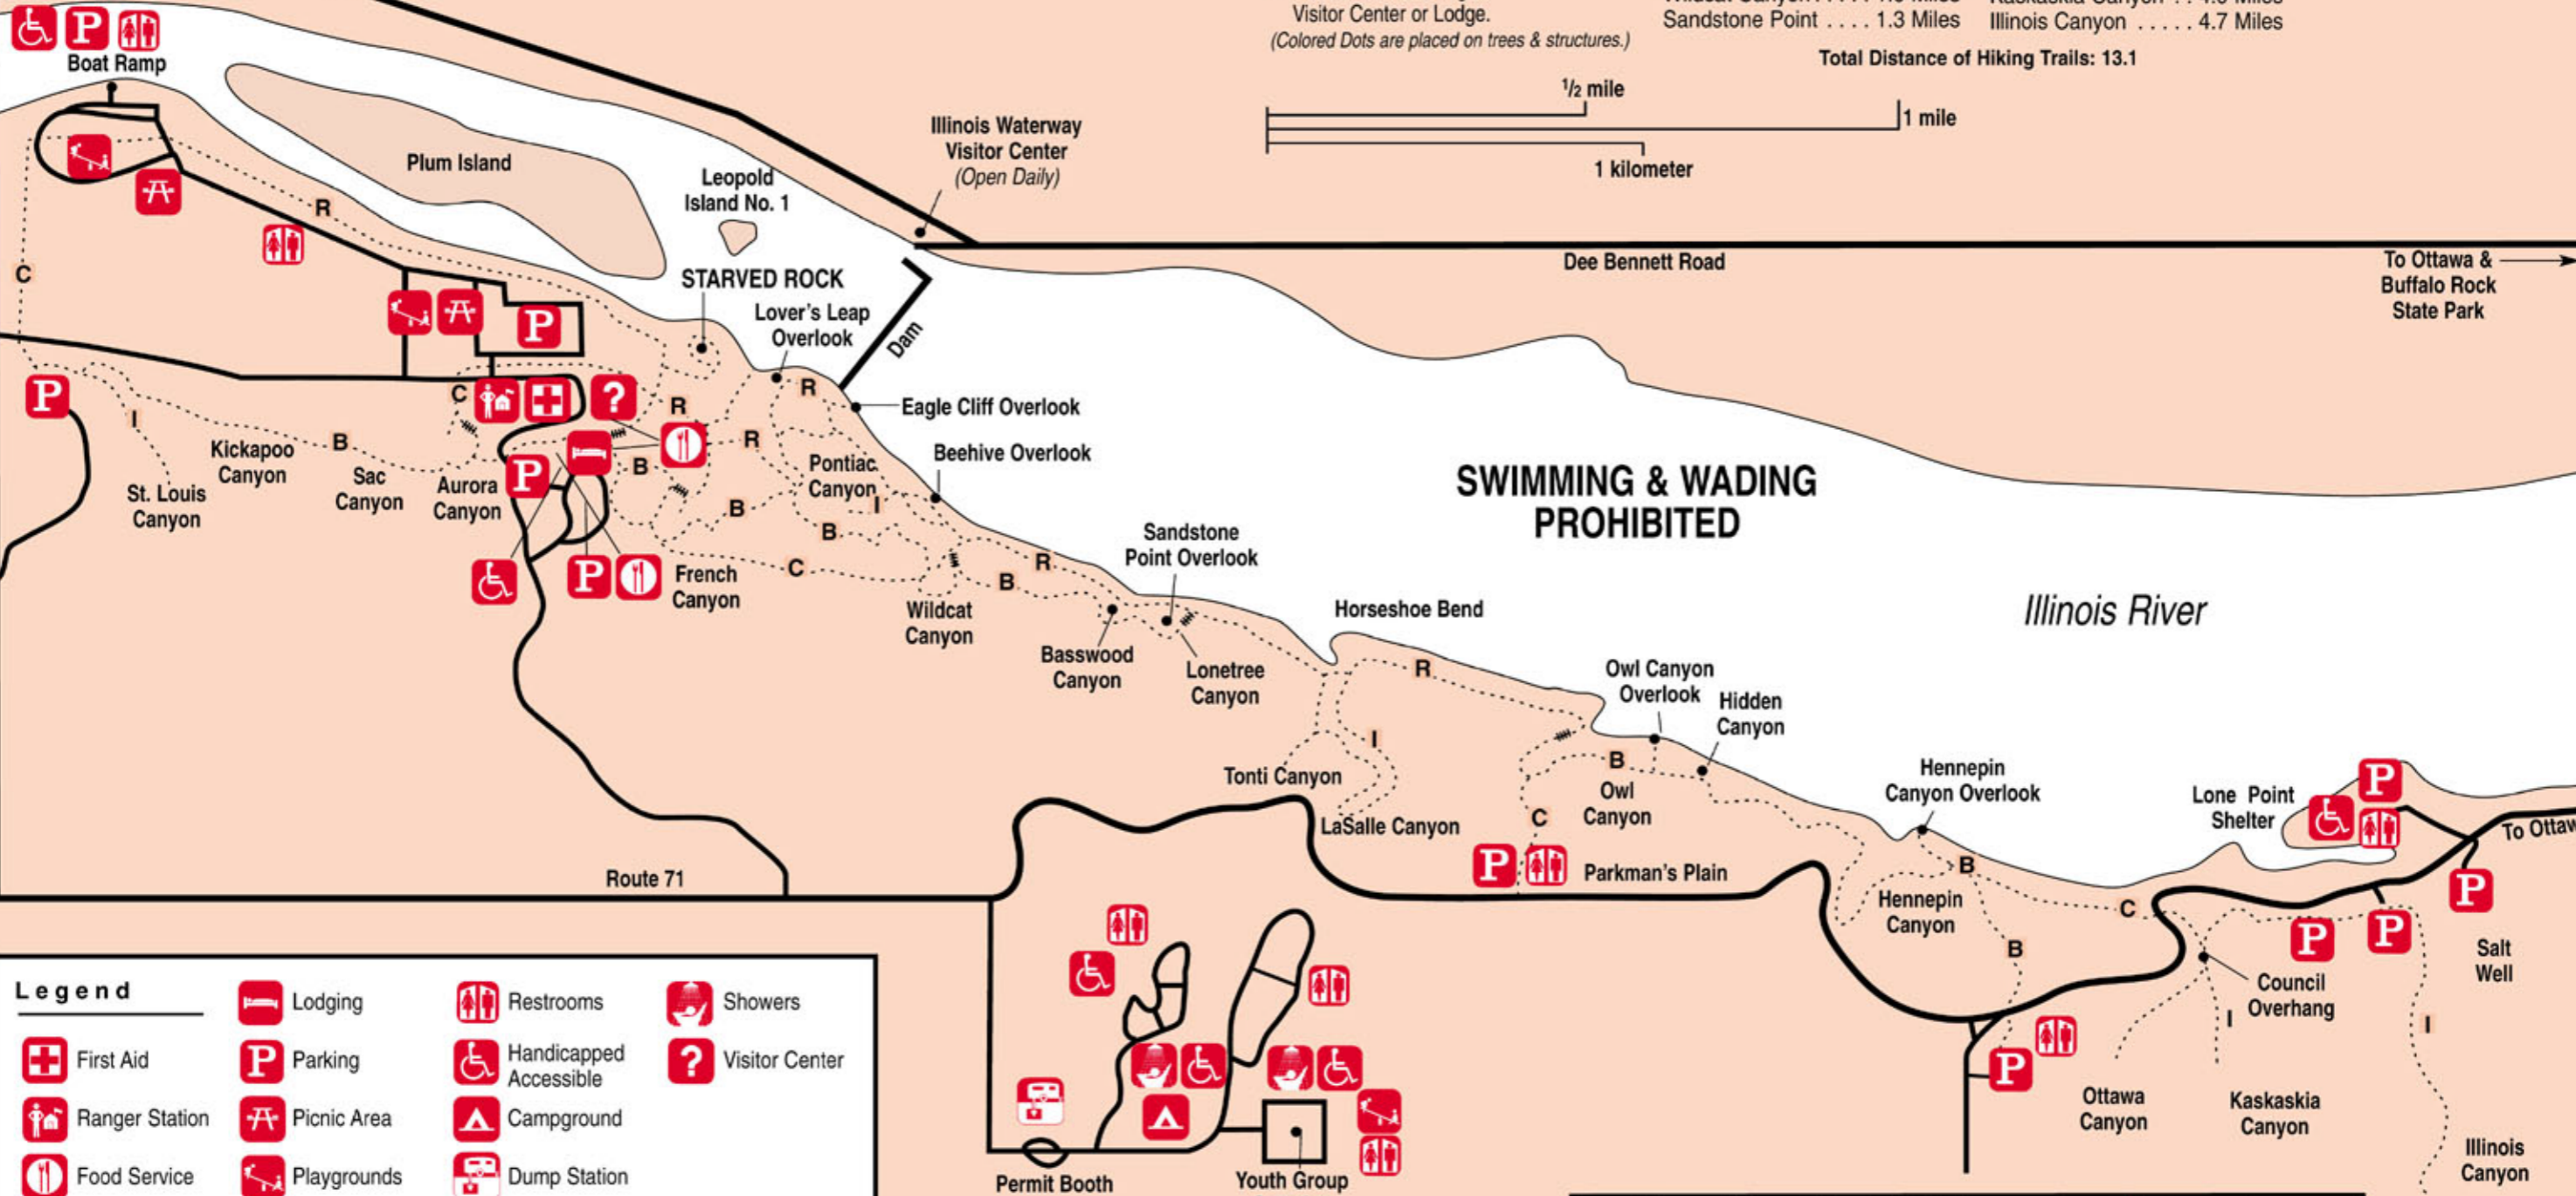 Visitor Center or Lodge.
(Colored Dots are placed on trees & structures.)
Sandstone Point . . . . 1.3 Miles
Illinois Canyon . . . . . 4.7 Miles
Total Distance of Hiking Trails: 13.1
1/2 mile
1 mile
1 kilometer
P
Boat Ramp
Plum Island
Leopold
Island No. 1
Illinois Waterway
Visitor Center
(Open Daily)
Dee Bennett Road
To Ottawa &
Buffalo Rock
State Park
R
C
STARVED ROCK
Lover's Leap
Overlook
Dam
P
P
C
?
R
R
R
B
Eagle Cliff Overlook
Beehive Overlook
I
B
Kickapoo
Canyon
St. Louis
Canyon
Sac
Canyon
Aurora
Canyon
P
P
French
Canyon
Pontiac
Canyon
I
B
B
C
R
B
Wildcat
Canyon
Sandstone
Point Overlook
Basswood
Canyon
Lonetree
Canyon
SWIMMING & WADING
PROHIBITED
Illinois River
Horseshoe Bend
R
I
Tonti Canyon
LaSalle Canyon
Owl Canyon
Overlook
Hidden
Canyon
B
Owl
Canyon
C
P
Parkman's Plain
Hennepin
Canyon Overlook
B
Hennepin
Canyon
C
B
Lone Point
Shelter
P
To Ottaw
P
P
P
Salt
Well
Council
Overhang
I
I
P
Ottawa
Canyon
Kaskaskia
Canyon
Illinois
Canyon
Route 71
Permit Booth
Youth Group
Legend
First Aid
Ranger Station
Food Service
Lodging
P
Parking
Picnic Area
Playgrounds
Restrooms
Handicapped
Accessible
Campground
Dump Station
Showers
?
Visitor Center